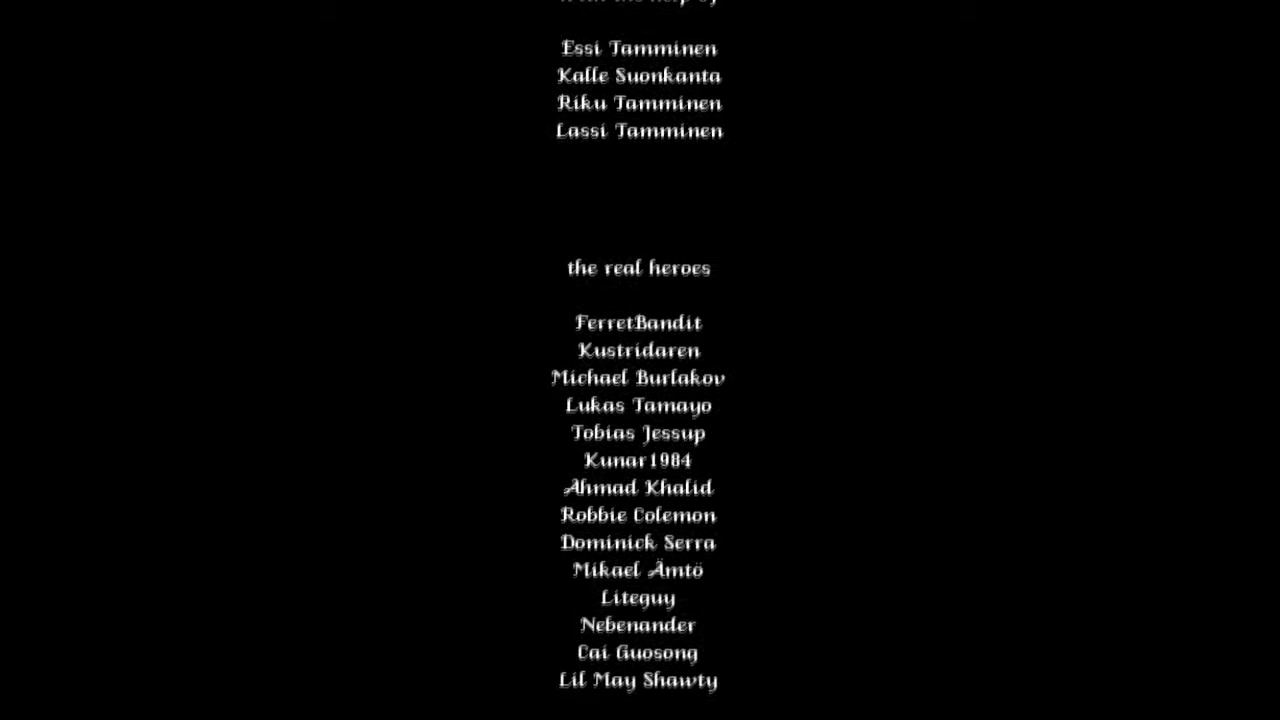 Essi Tamminen
Kalle Suonkanta
Riku Tamminen
Lassi Tamminen
the real heroes
FerretBandit
Kustridaren
Michael Burlakov
Lukas Tamayo
Tobias Jessup
Kunar1984
Ahmad Khalid
Robbie Colemon
Dominick Serra
Mikael Ämtö
Liteguy
Nebenander
Cai Guosong
Lil May Shawty